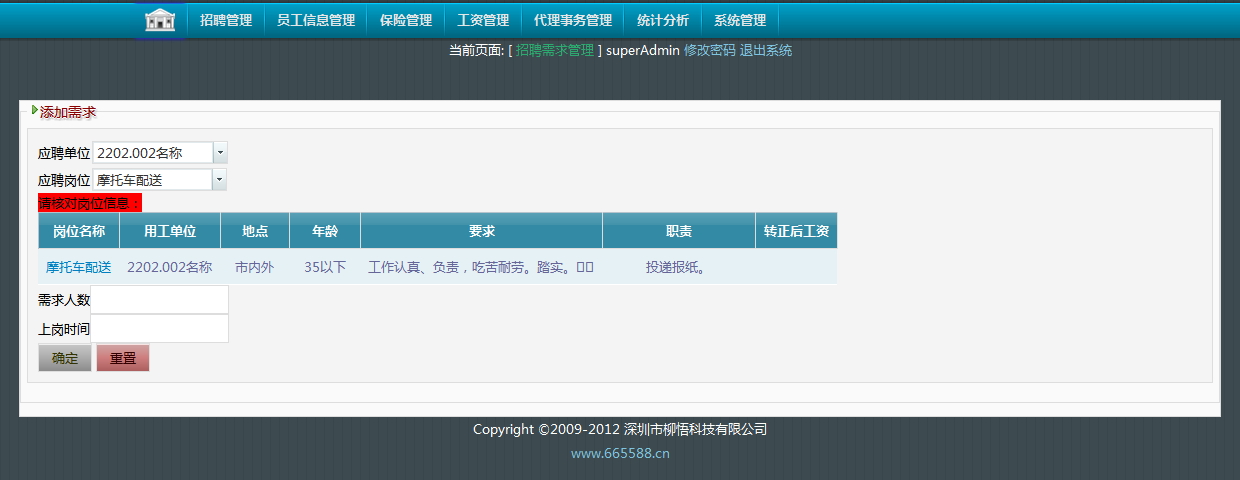 招聘管理 员工信息管理 保险管理 工资管理 代理事务管理 统计分析 系统管理
当前页面: [ 招聘需求管理 ] superAdmin 修改密码 退出系统
添加需求
应聘单位 2202.002名称
应聘岗位 摩托车配送
请核对岗位信息：
岗位名称 用工单位 地点 年龄 要求 职责 转正后工资
摩托车配送 2202.002名称 市内外 35以下 工作认真、负责，吃苦耐劳。踏实。 投递报纸。
需求人数
上岗时间
确定 重置
Copyright ©2009-2012 深圳市柳悟科技有限公司
www.665588.cn